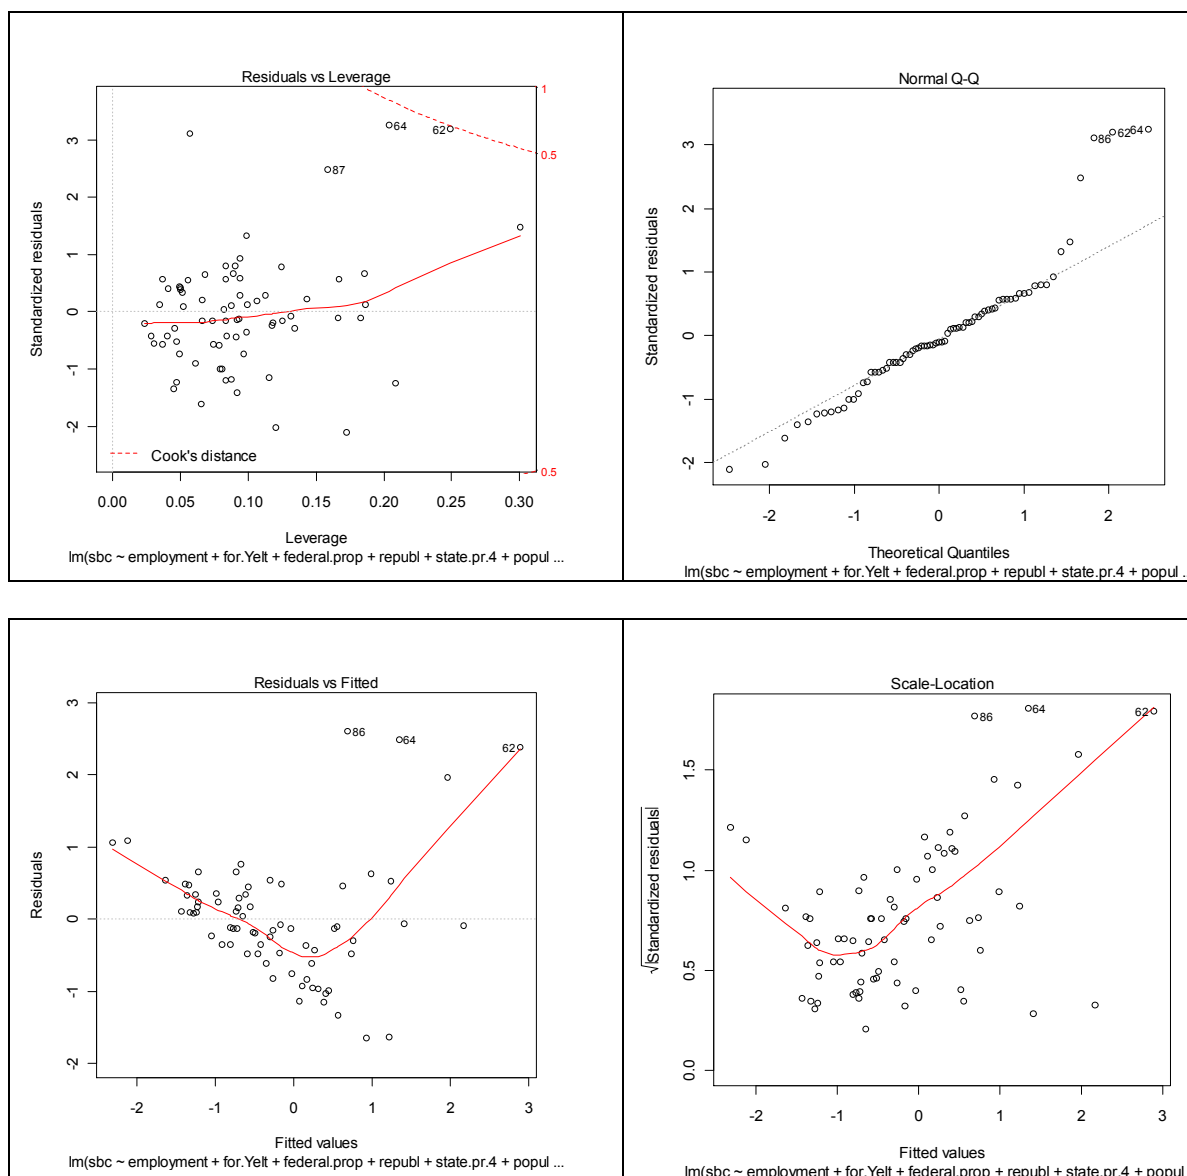 Residuals vs Leverage
1
0.5
64
62
87
3
2
1
0
-1
-2
Standardized residuals
Cook's distance
0.5
0.00 0.05 0.10 0.15 0.20 0.25 0.30
Leverage
lm(sbc ~ employment + for.Yelt + federal.prop + republ + state.pr.4 + popul ...
Normal Q-Q
86
62
64
3
2
1
0
-1
-2
Standardized residuals
-2 -1 0 1 2
Theoretical Quantiles
lm(sbc ~ employment + for.Yelt + federal.prop + republ + state.pr.4 + popul .
Residuals vs Fitted
86
64
62
3
2
1
0
-1
-2
Residuals
-2 -1 0 1 2 3
Fitted values
lm(sbc ~ employment + for.Yelt + federal.prop + republ + state.pr.4 + popul ...
Scale-Location
86
64
62
1.5
1.0
0.5
0.0
√|Standardized residuals|
-2 -1 0 1 2 3
Fitted values
lm(sbc ~ employment + for.Yelt + federal.prop + republ + state.pr.4 + popul